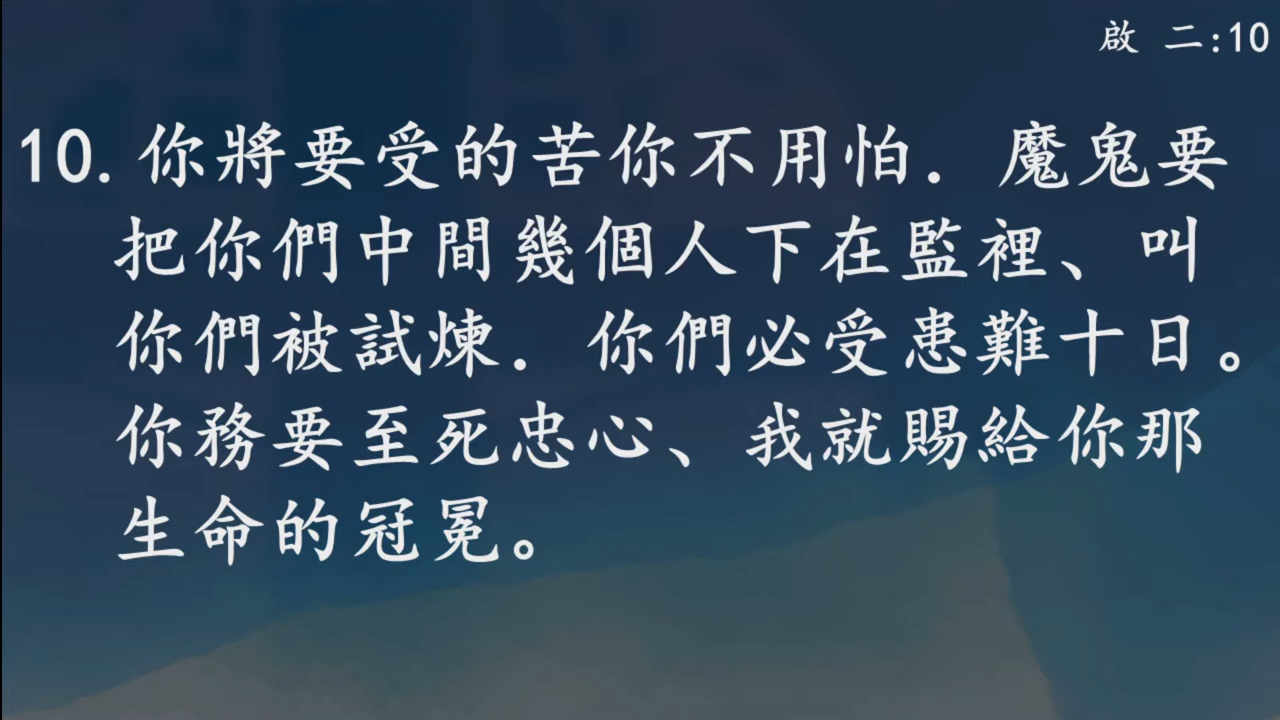 啟 二:10
10. 你將要受的苦你不用怕．魔鬼要
把你們中間幾個人下在監裡、叫
你們被試煉．你們必受患難十日。
你務要至死忠心、我就賜給你那
生命的冠冕。